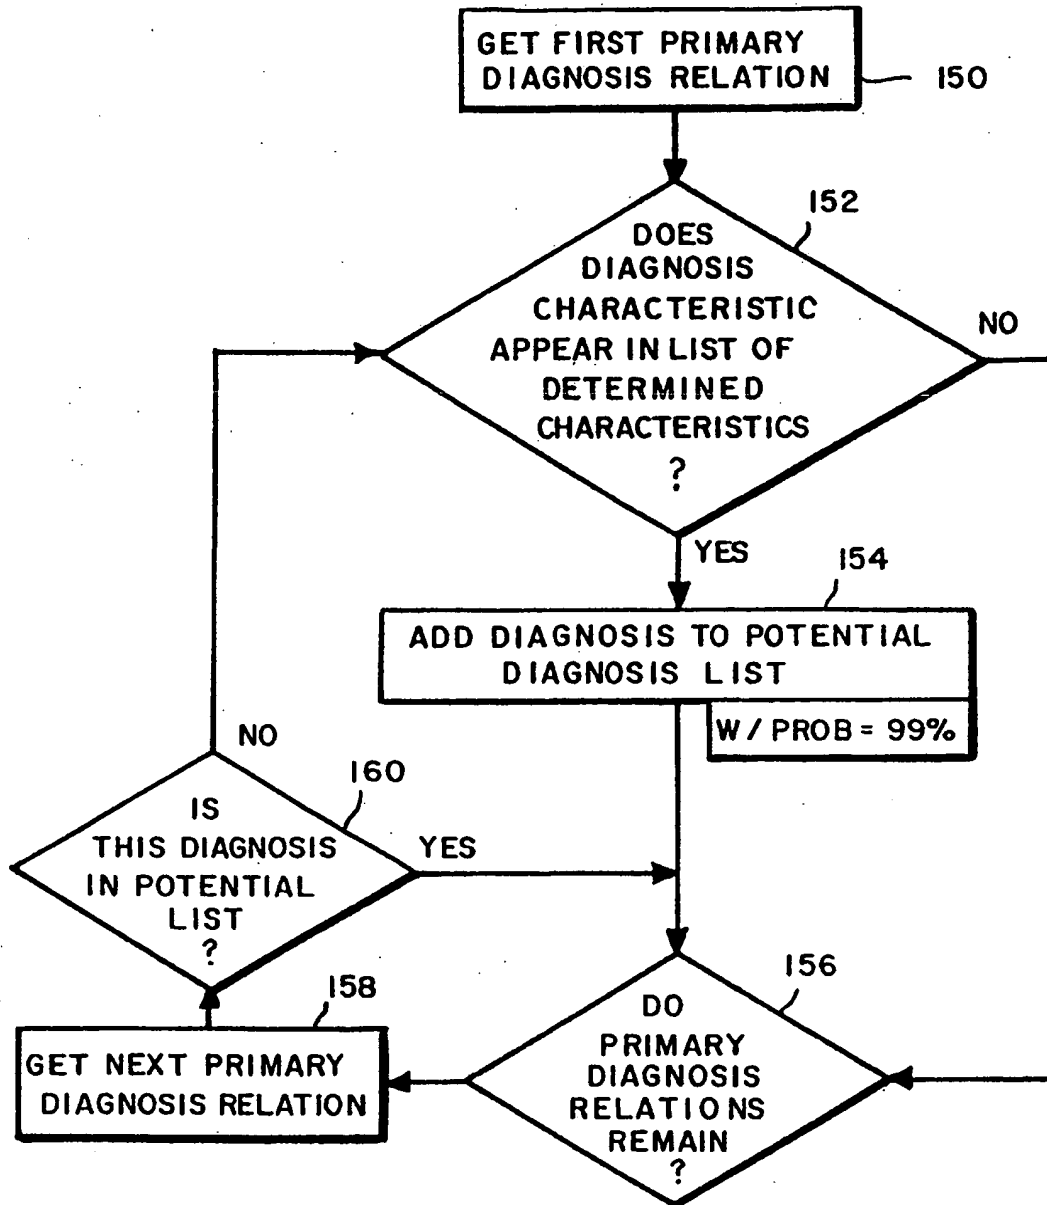 GET FIRST PRIMARY
DIAGNOSIS RELATION
150
152
DOES
DIAGNOSIS
CHARACTERISTIC
APPEAR IN LIST OF
DETERMINED
CHARACTERISTICS
?
NO
YES
154
ADD DIAGNOSIS TO POTENTIAL
DIAGNOSIS LIST
W/PROB = 99%
NO
160
IS
THIS DIAGNOSIS
IN POTENTIAL
LIST
?
YES
156
DO
PRIMARY
DIAGNOSIS
RELATIONS
REMAIN
?
158
GET NEXT PRIMARY
DIAGNOSIS RELATION